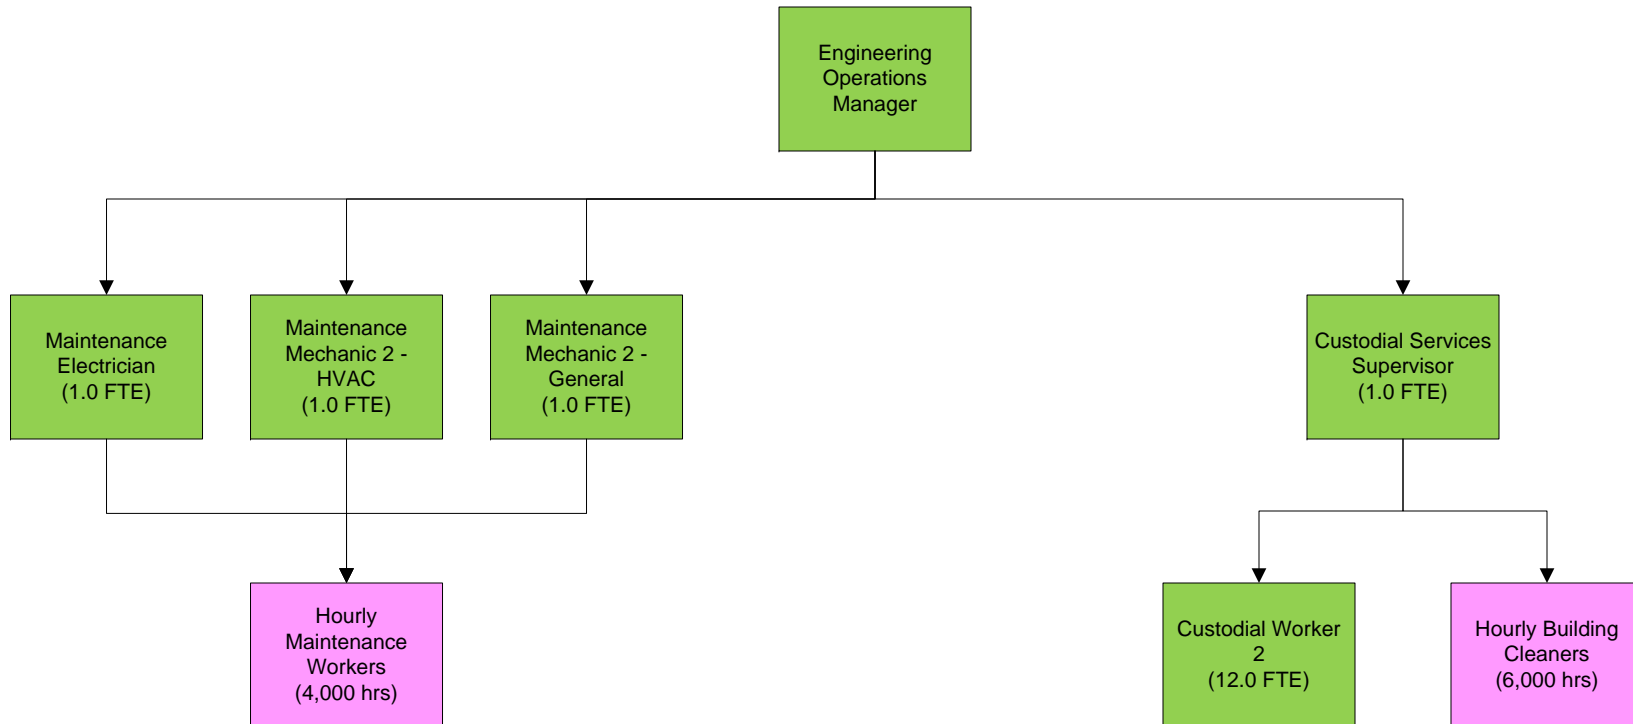 Engineering
Operations
Manager
Maintenance
Electrician
(1.0 FTE)
Maintenance
Mechanic 2 -
HVAC
(1.0 FTE)
Maintenance
Mechanic 2 -
General
(1.0 FTE)
Custodial Services
Supervisor
(1.0 FTE)
Hourly
Maintenance
Workers
(4,000 hrs)
Custodial Worker
2
(12.0 FTE)
Hourly Building
Cleaners
(6,000 hrs)